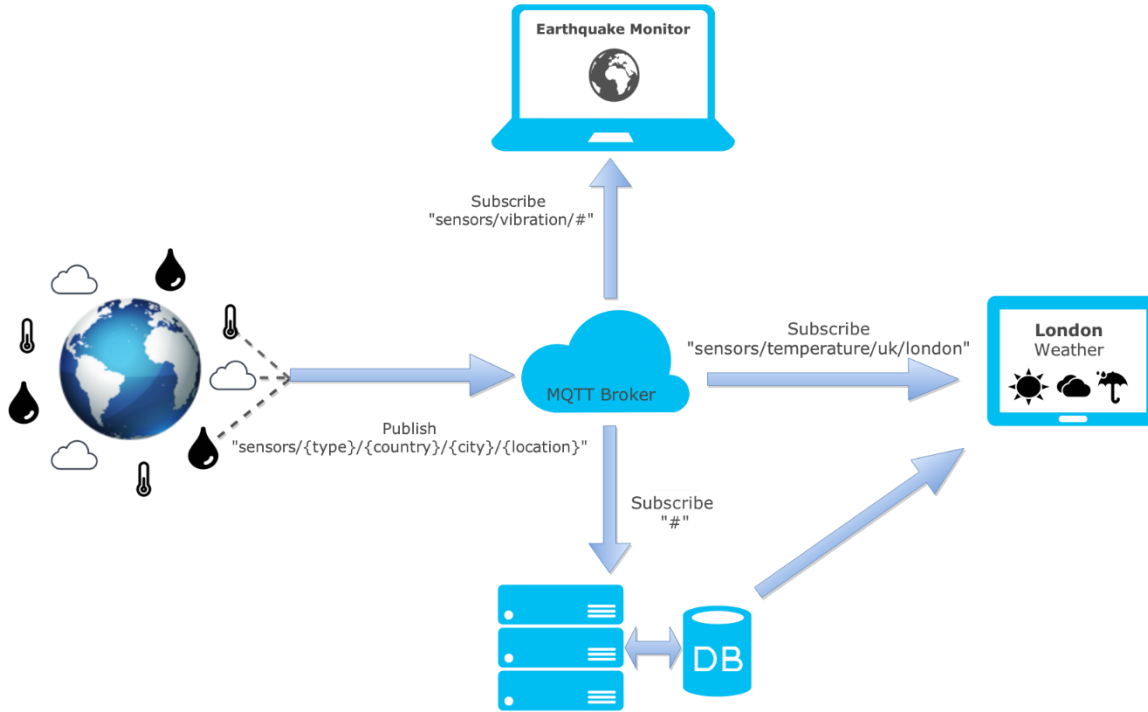 Earthquake Monitor
Subscribe
"sensors/vibration/#"
Subscribe
"sensors/temperature/uk/london"
London
Weather
MQTT Broker
Publish
"sensors/{type}/{country}/{city}/{location}"
Subscribe
"#"
DB